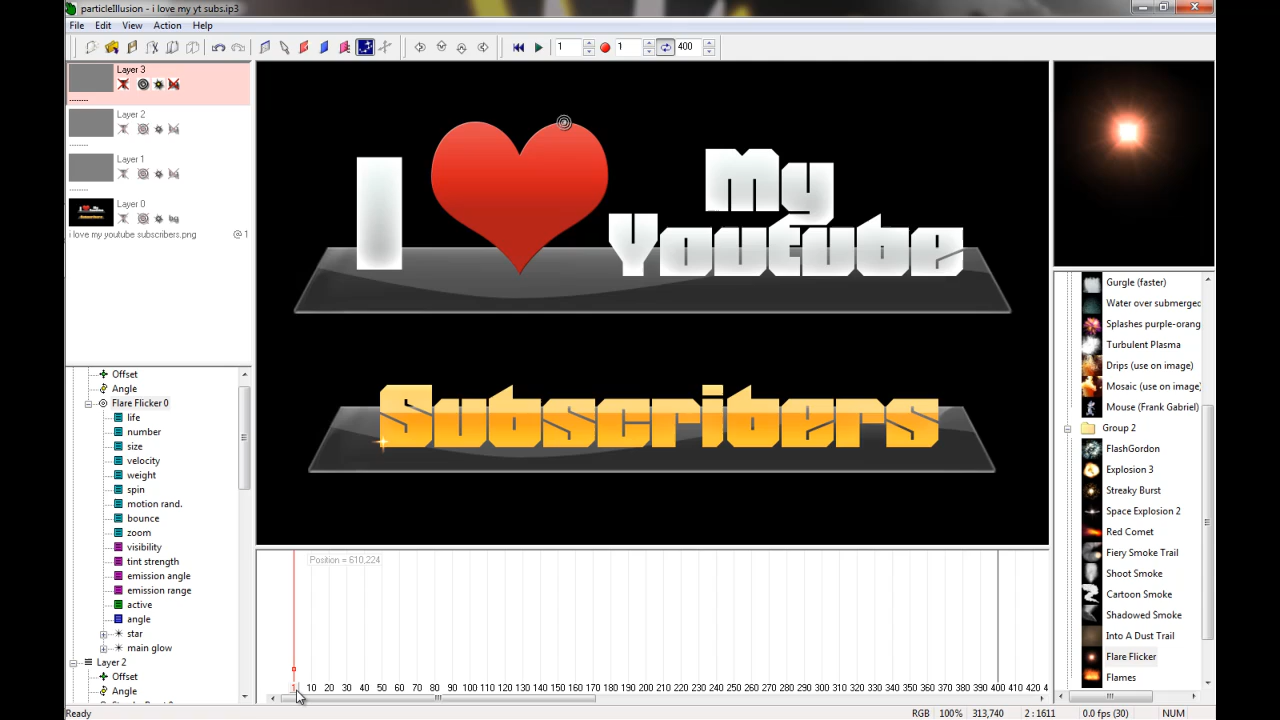 particleIllusion - i love my yt subs.ip3
File Edit View Action Help
1 1 400
Layer 3
Layer 2
Layer 1
Layer 0
i love my youtube subscribers.png @ 1
I My
Youtube
Subscribers
Offset
Angle
Flare Flicker 0
life
number
size
velocity
weight
spin
motion rand.
bounce
zoom
visibility
tint strength
emission angle
emission range
active
angle
star
main glow
Layer 2
Offset
Angle
Position = 610,224
1 10 20 30 40 50 60 70 80 90 100 110 120 130 140 150 160 170 180 190 200 210 220 230 240 250 260 270 280 290 300 310 320 330 340 350 360 370 380 390 400 410 420 4
Gurgle (faster)
Water over submerged
Splashes purple-orang
Turbulent Plasma
Drips (use on image)
Mosaic (use on image)
Mouse (Frank Gabriel)
Group 2
FlashGordon
Explosion 3
Streaky Burst
Space Explosion 2
Red Comet
Fiery Smoke Trail
Shoot Smoke
Cartoon Smoke
Shadowed Smoke
Into A Dust Trail
Flare Flicker
Flames
Ready RGB 100% 313,740 2 : 1611 0.0 fps (30) NUM